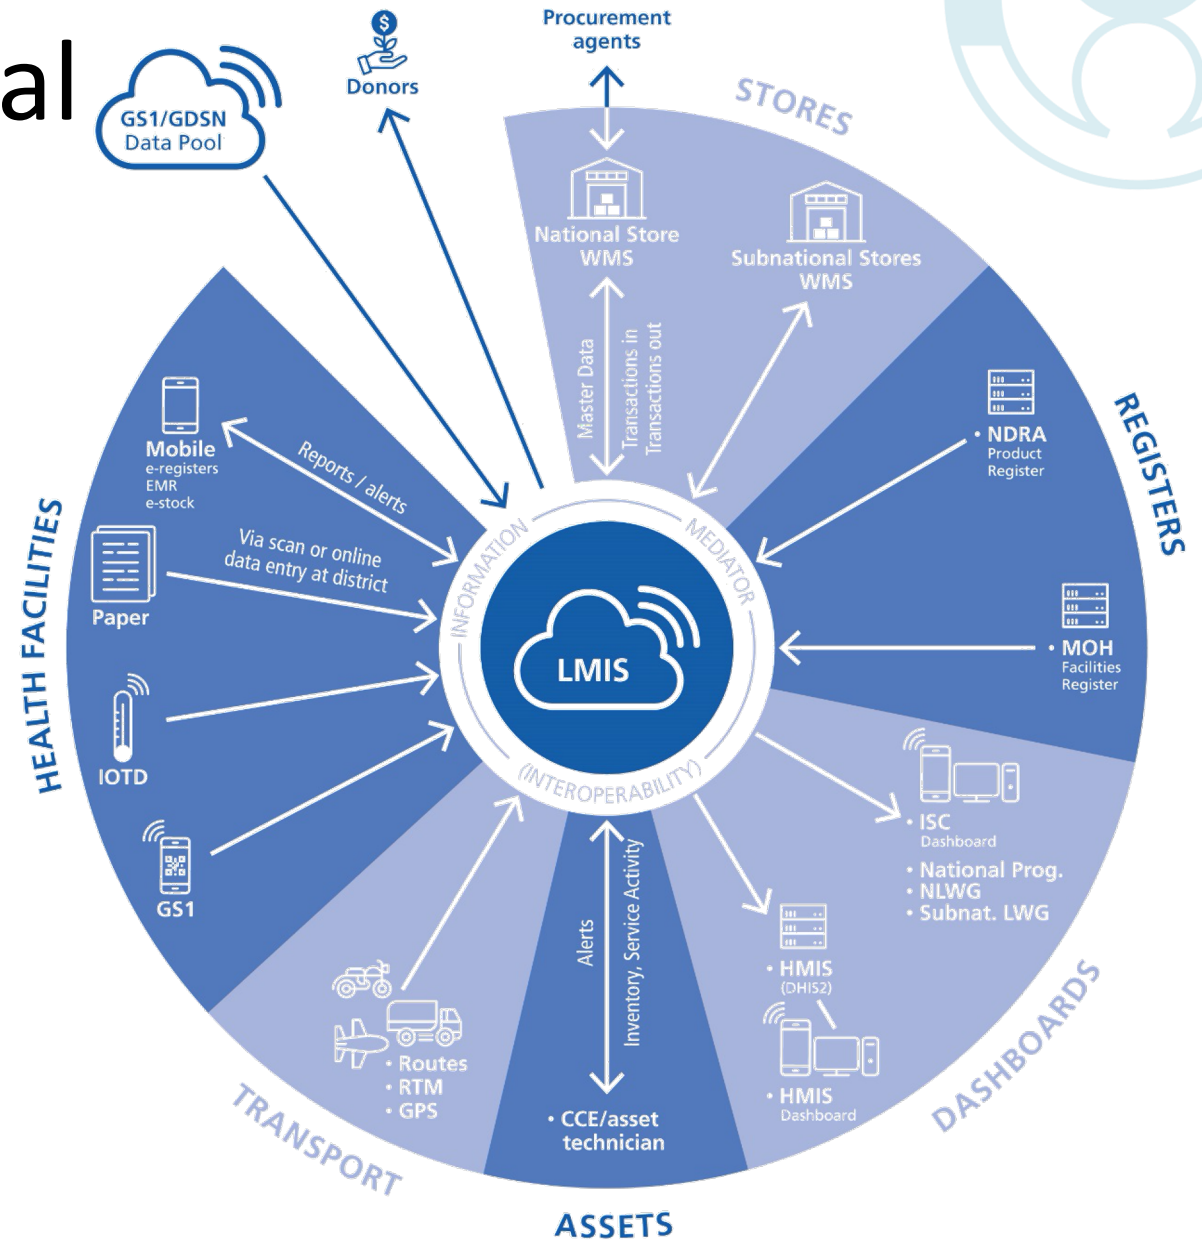 al
GS1/GDSN
Data Pool
Donors
Procurement
agents
STORES
National Store
WMS
Subnational Stores
WMS
Master Data
Transactions in
Transactions out
REGISTERS
• NDRA
Product
Register
• MOH
Facilities
Register
HEALTH FACILITIES
Mobile
e-registers
EMR
e-stock
Reports / alerts
Via scan or online
data entry at district
Paper
IOTD
GS1
INFORMATION
MEDIATOR
(INTEROPERABILITY)
LMIS
• ISC
Dashboard
• National Prog.
• NLWG
• Subnat. LWG
• HMIS
(DHIS2)
• HMIS
Dashboard
DASHBOARDS
Alerts
Inventory, Service Activity
• CCE/asset
technician
ASSETS
• Routes
• RTM
• GPS
TRANSPORT